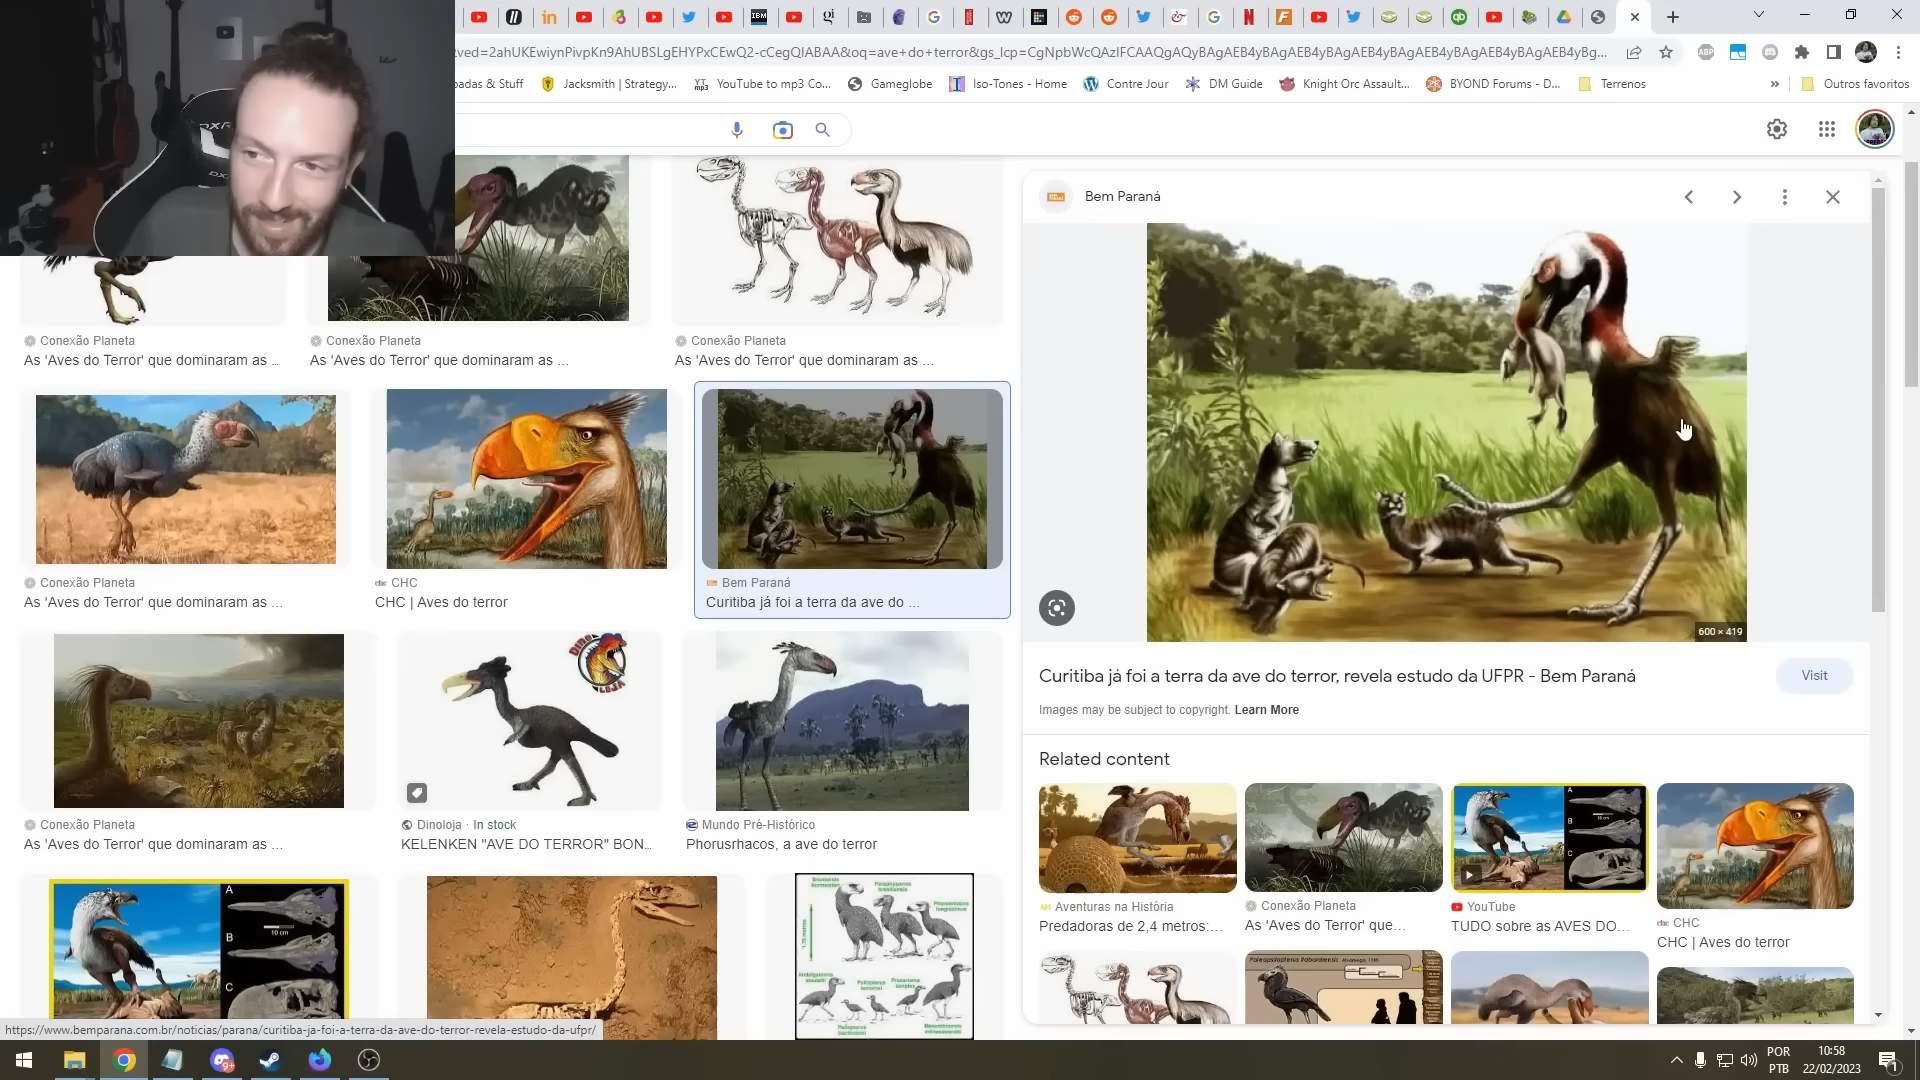 ved=2ahUKEwiynPivpKn9AhUBSLgEHYPxCEwQ2-cCegQIABAA&oq=ave+do+terror&gs_lcp=CgNpbWcQAzIFCAAQgAQyBAgAEB4yBAgAEB4yBAgAEB4yBAgAEB4yBAgAEB4yBAgAEB4yBAgAEB4yBg...
ABP
padas & Stuff
Jacksmith | Strategy...
YouTube to mp3 Co...
Gameglobe
Iso-Tones - Home
Contre Jour
DM Guide
Knight Orc Assault...
BYOND Forums - D...
Terrenos
»
Outros favoritos
Bem Paraná
Conexão Planeta
As 'Aves do Terror' que dominaram as ...
Conexão Planeta
As 'Aves do Terror' que dominaram as ...
Conexão Planeta
As 'Aves do Terror' que dominaram as ...
Conexão Planeta
As 'Aves do Terror' que dominaram as ...
CHC
CHC | Aves do terror
Bem Paraná
Curitiba já foi a terra da ave do ...
600 × 419
Curitiba já foi a terra da ave do terror, revela estudo da UFPR - Bem Paraná
Visit
Images may be subject to copyright. Learn More
Related content
Conexão Planeta
As 'Aves do Terror' que dominaram as ...
Dinoloja · In stock
KELENKEN "AVE DO TERROR" BON...
Mundo Pré-Histórico
Phorusrhacos, a ave do terror
Aventuras na História
Predadoras de 2,4 metros:...
Conexão Planeta
As 'Aves do Terror' que...
YouTube
TUDO sobre as AVES DO...
CHC
CHC | Aves do terror
A
10 cm
B
C
https://www.bemparana.com.br/noticias/parana/curitiba-ja-foi-a-terra-da-ave-do-terror-revela-estudo-da-ufpr/
9+
POR
PTB
10:58
22/02/2023
1